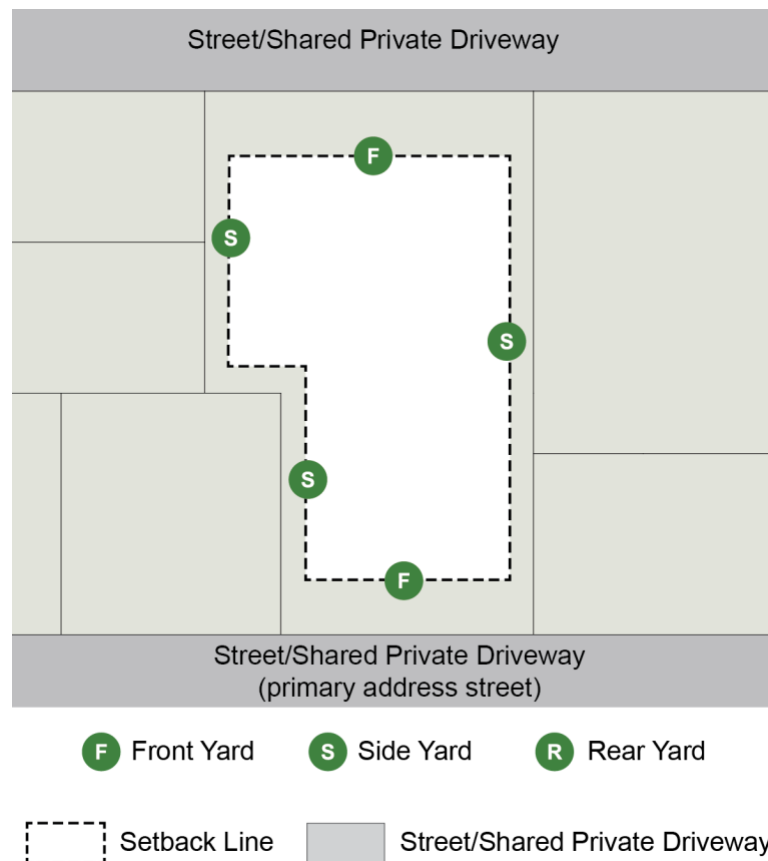 Street/Shared Private Driveway
F
S
S
S
F
Street/Shared Private Driveway
(primary address street)
F Front Yard S Side Yard R Rear Yard
Setback Line Street/Shared Private Driveway